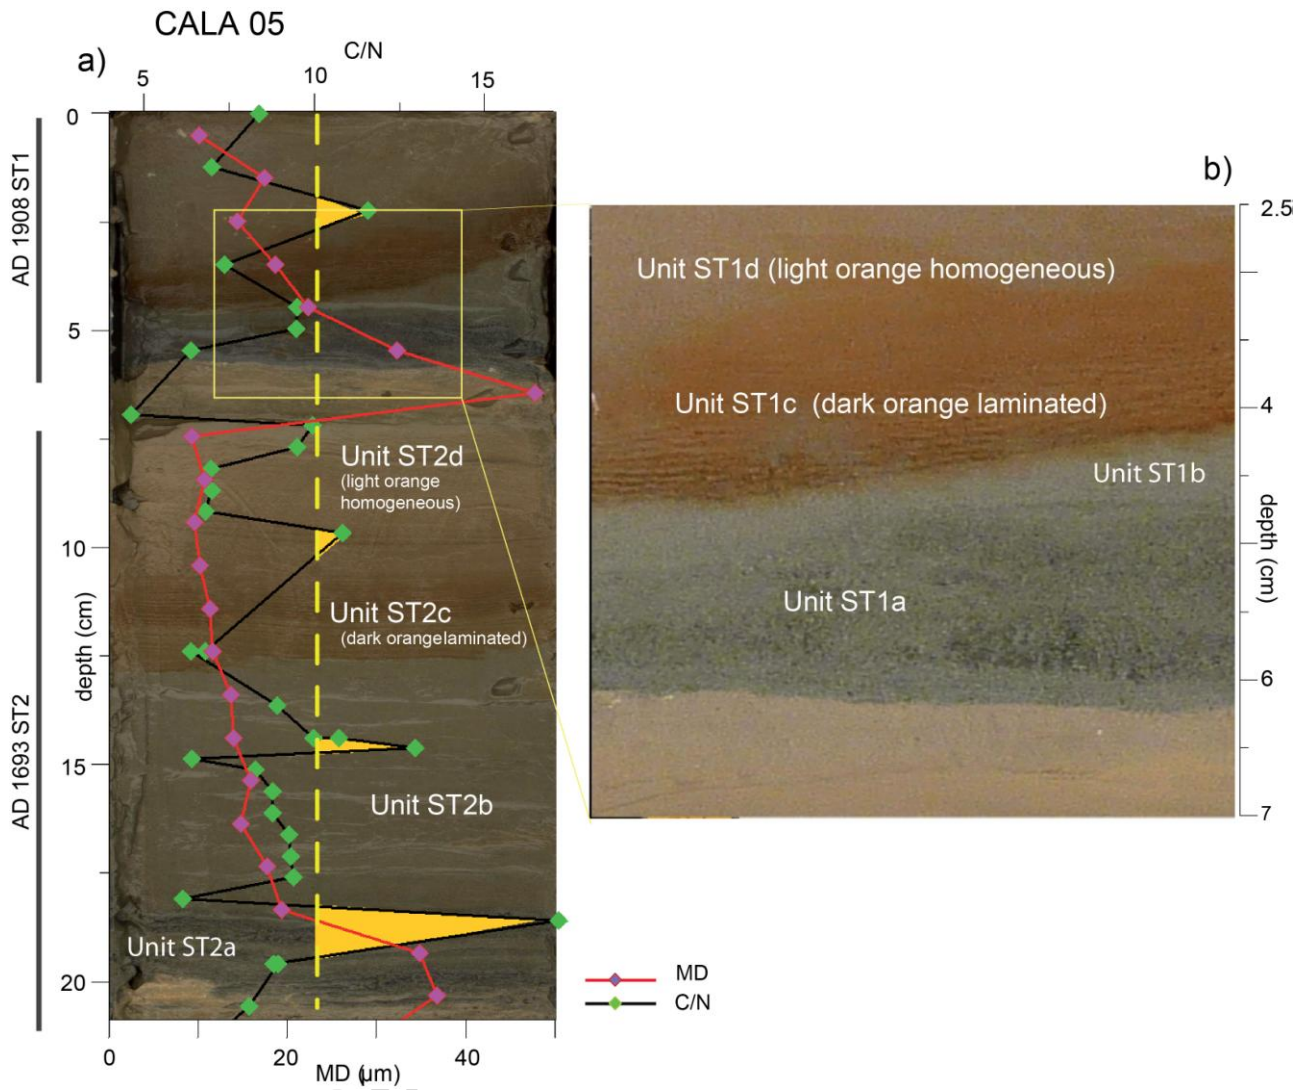 CALA 05
a)
C/N
5
10
15
0
5
10
15
20
depth (cm)
AD 1908 ST1
AD 1693 ST2
Unit ST2d
(light orange
homogeneous)
Unit ST2c
(dark orangelaminated)
Unit ST2b
Unit ST2a
0
20
40
MD (µm)
MD
C/N
b)
2.5
Unit ST1d (light orange homogeneous)
Unit ST1c (dark orange laminated)
4
Unit ST1b
depth (cm)
Unit ST1a
6
7